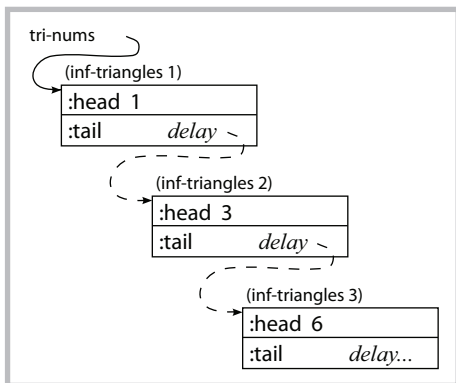 tri-nums
(inf-triangles 1)
:head 1
:tail delay
(inf-triangles 2)
:head 3
:tail delay
(inf-triangles 3)
:head 6
:tail delay...